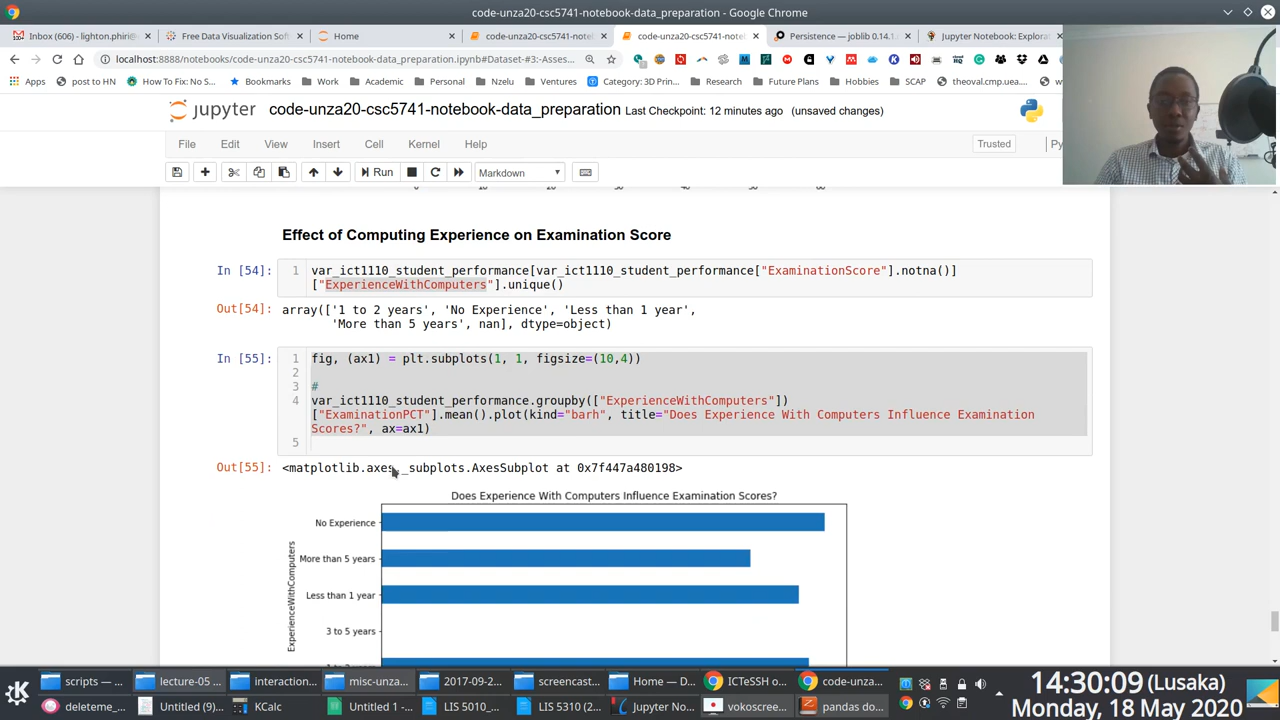 code-unza20-csc5741-notebook-data_preparation - Google Chrome
Inbox (606) - lighton.phiri
Free Data Visualization Soft
Home
code-unza20-csc5741-noteb
code-unza20-csc5741-noteb
Persistence — joblib 0.14.1.
Jupyter Notebook: Explorat
localhost:8888/notebooks/code-unza20-csc5741-notebook-data_preparation.ipynb#Dataset-#3:-Asses...
Apps
post to HN
How To Fix: No S
Bookmarks
Work
Academic
Personal
Nzelu
Ventures
Category: 3D Prin
Research
Future Plans
Hobbies
SCAP
theoval.cmp.uea
jupyter
code-unza20-csc5741-notebook-data_preparation Last Checkpoint: 12 minutes ago (unsaved changes)
File
Edit
View
Insert
Cell
Kernel
Help
Trusted
Py
Run
Markdown
Effect of Computing Experience on Examination Score
In [54]:
1 var_ict1110_student_performance[var_ict1110_student_performance["ExaminationScore"].notna()]
["ExperienceWithComputers"].unique()
Out[54]:
array(['1 to 2 years', 'No Experience', 'Less than 1 year',
'More than 5 years', nan], dtype=object)
In [55]:
1 fig, (ax1) = plt.subplots(1, 1, figsize=(10,4))
2
3 #
4 var_ict1110_student_performance.groupby(["ExperienceWithComputers"])
["ExaminationPCT"].mean().plot(kind="barh", title="Does Experience With Computers Influence Examination
Scores?", ax=ax1)
5
Out[55]:
<matplotlib.axes._subplots.AxesSubplot at 0x7f447a480198>
Does Experience With Computers Influence Examination Scores?
No Experience
More than 5 years
Less than 1 year
3 to 5 years
ExperienceWithComputers
scripts — ...
lecture-05 ...
interaction...
misc-unza...
2017-09-2...
screencast...
Home — D...
ICTeSSH o...
code-unza...
deleteme_...
Untitled (9)...
KCalc
Untitled 1 -...
LIS 5010_...
LIS 5310 (2...
Jupyter No...
vokoscree...
pandas do...
14:30:09 (Lusaka)
Monday, 18 May 2020